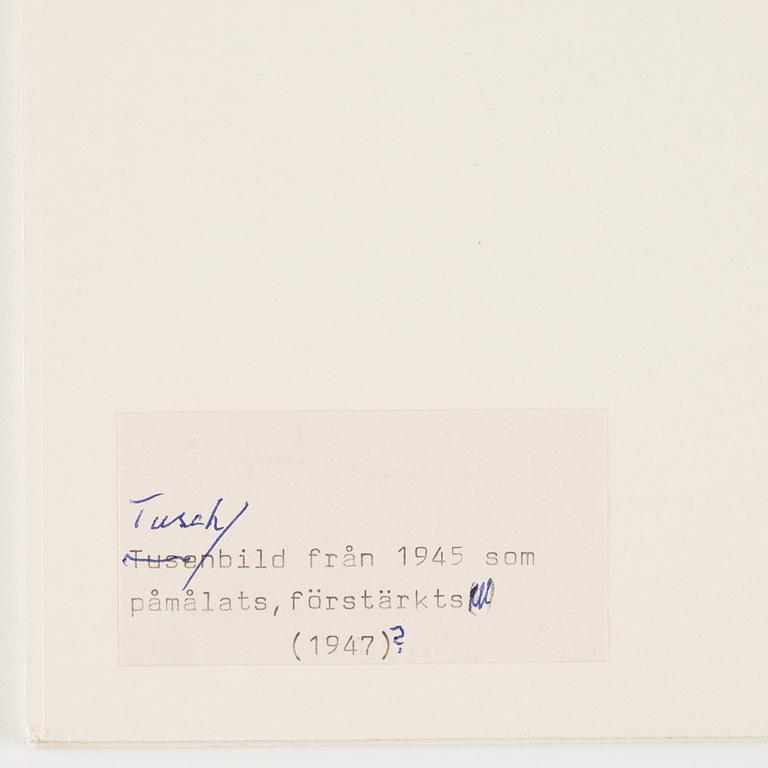 Tusch/
Tusenbild från 1945 som
påmålats,förstärkts
(1947)?